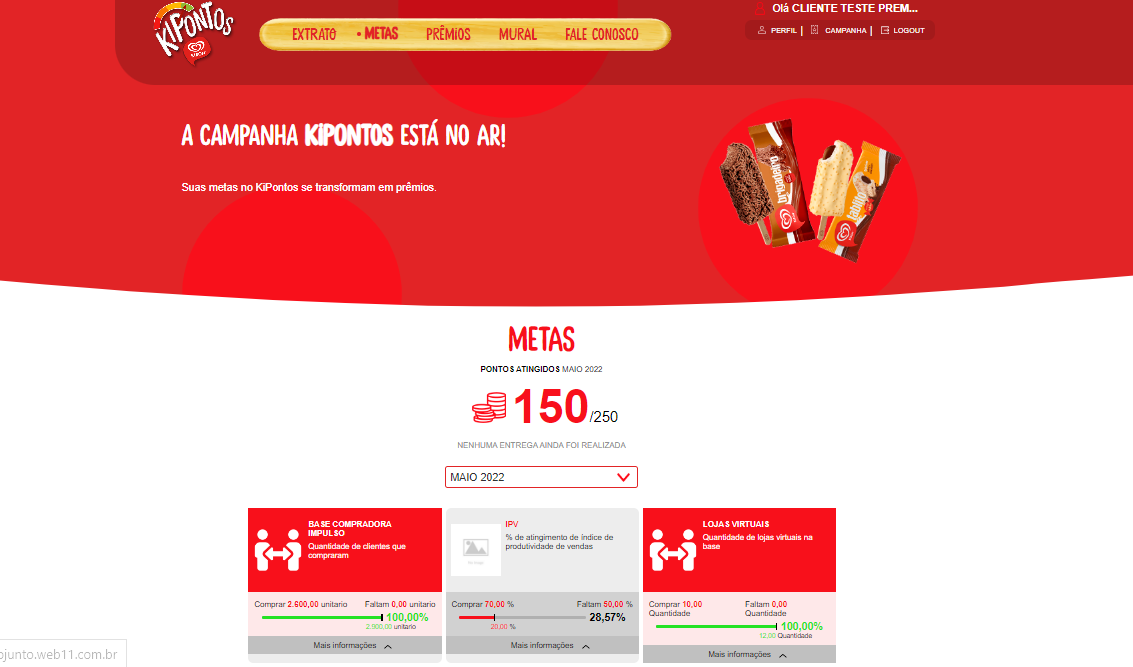 KiPONTOS
KIBON
EXTRATO
• METAS
PRÊMIOS
MURAL
FALE CONOSCO
Olá CLIENTE TESTE PREM...
PERFIL |
CAMPANHA |
LOGOUT
A CAMPANHA KiPONTOS ESTÁ NO AR!
Suas metas no KiPontos se transformam em prêmios.
brigadeiro
tablito
METAS
PONTOS ATINGIDOS MAIO 2022
150/250
NENHUMA ENTREGA AINDA FOI REALIZADA
MAIO 2022
BASE COMPRADORA
IMPULSO
Quantidade de clientes que
compraram
Comprar 2.600,00 unitario
Faltam 0,00 unitario
100,00%
2.600,00 unitario
Mais informações
IPV
% de atingimento de índice de
produtividade de vendas
Comprar 70,00 %
Faltam 50,00 %
28,57%
20,00 %
Mais informações
LOJAS VIRTUAIS
Quantidade de lojas virtuais na
base
Comprar 10,00
Quantidade
Faltam 0,00
Quantidade
100,00%
12,00 Quantidade
Mais informações
ojunto.web11.com.br